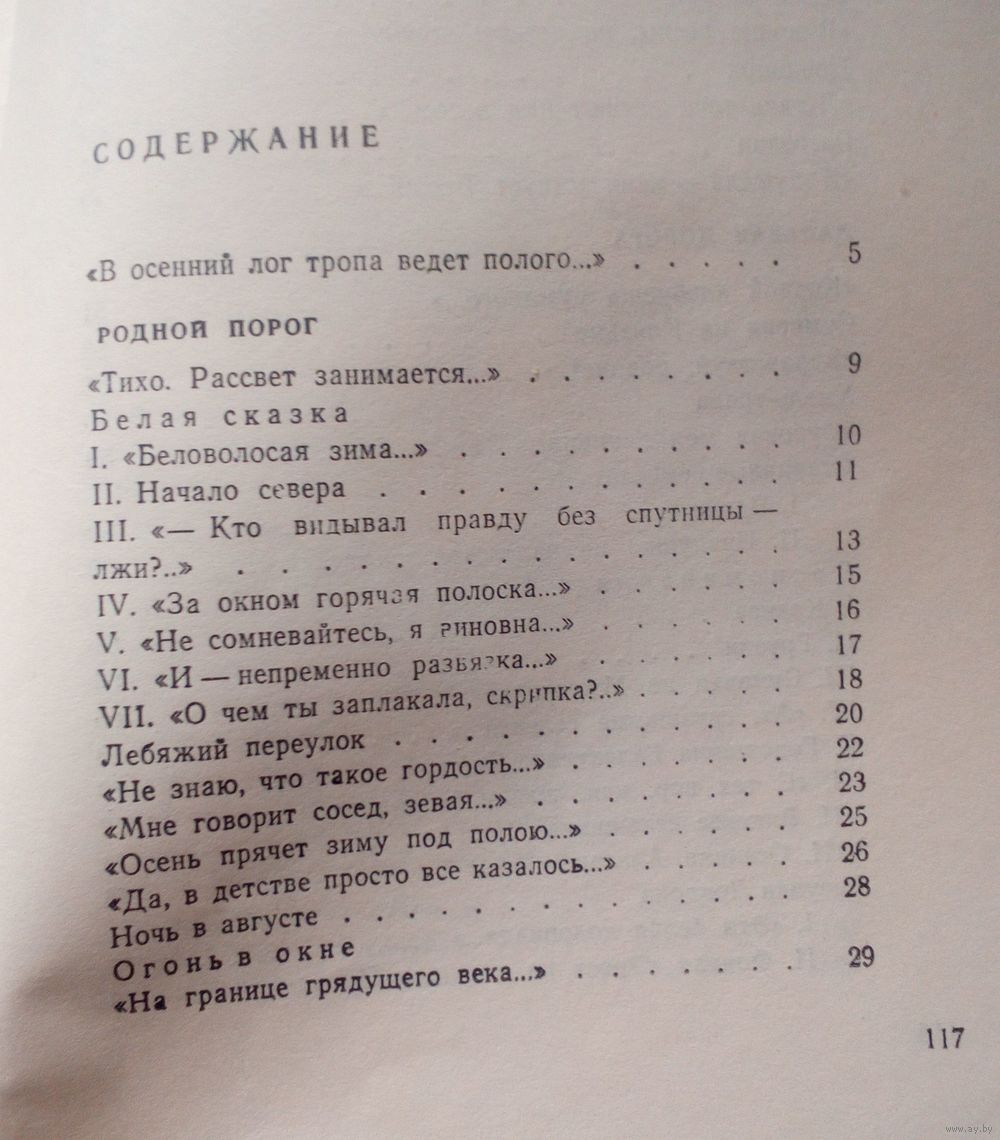 СОДЕРЖАНИЕ
«В осенний лог тропа ведет полого...» . . . . . 5
РОДНОЙ ПОРОГ
«Тихо. Рассвет занимается...» . . . . . . . . 9
Белая сказка
I. «Беловолосая зима...» . . . . . . . . . 10
II. Начало севера . . . . . . . . . . . . 11
III. «— Кто видывал правду без спутницы —
лжи?..» . . . . . . . . . . . . . . . 13
IV. «За окном горячая полоска...» . . . . . . 15
V. «Не сомневайтесь, я виновна...» . . . . . . 16
VI. «И — непременно развязка...» . . . . . . 17
VII. «О чем ты заплакала, скрипка?..» . . . . . 18
Лебяжий переулок . . . . . . . . . . . 20
«Не знаю, что такое гордость...» . . . . . . . 22
«Мне говорит сосед, зевая...» . . . . . . . . 23
«Осень прячет зиму под полою...» . . . . . . 25
«Да, в детстве просто все казалось...» . . . . . 26
Ночь в августе . . . . . . . . . . . . . 28
Огонь в окне
«На границе грядущего века...» . . . . . . . 29
117
www.ay.by